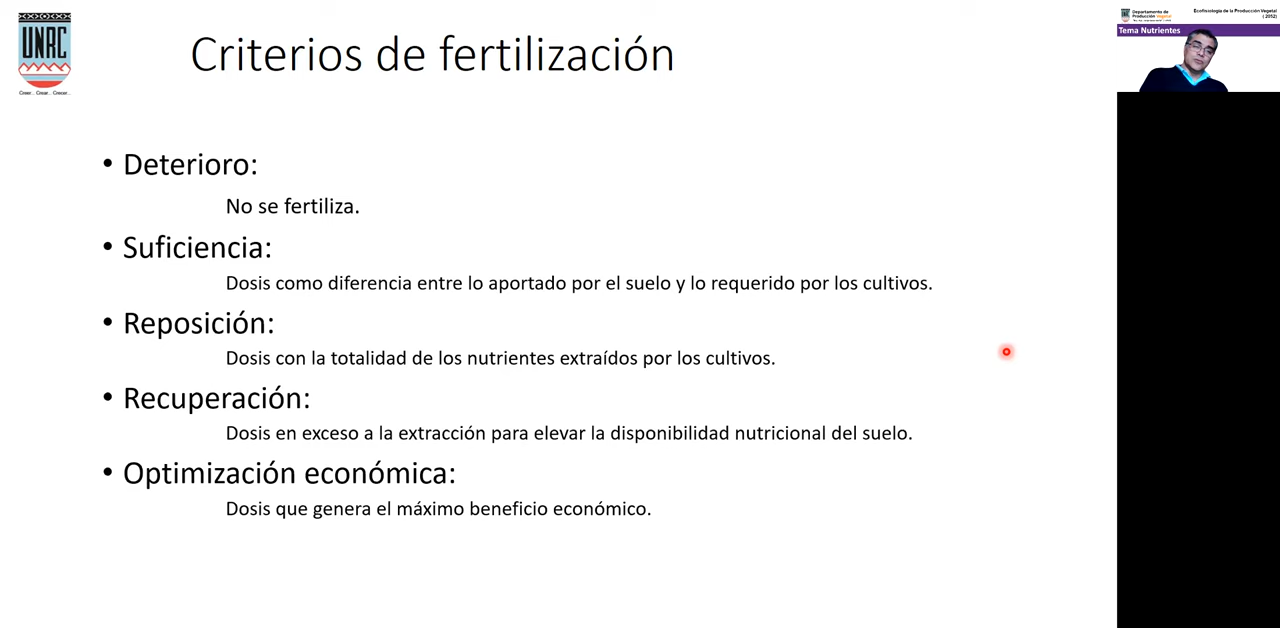 UNRC
Creer... Crear... Crecer...
Criterios de fertilización
• Deterioro:
No se fertiliza.
• Suficiencia:
Dosis como diferencia entre lo aportado por el suelo y lo requerido por los cultivos.
• Reposición:
Dosis con la totalidad de los nutrientes extraídos por los cultivos.
• Recuperación:
Dosis en exceso a la extracción para elevar la disponibilidad nutricional del suelo.
• Optimización económica:
Dosis que genera el máximo beneficio económico.
Departamento de
Producción Vegetal
Ecofisiología de la Producción Vegetal
( 2052)
Tema Nutrientes